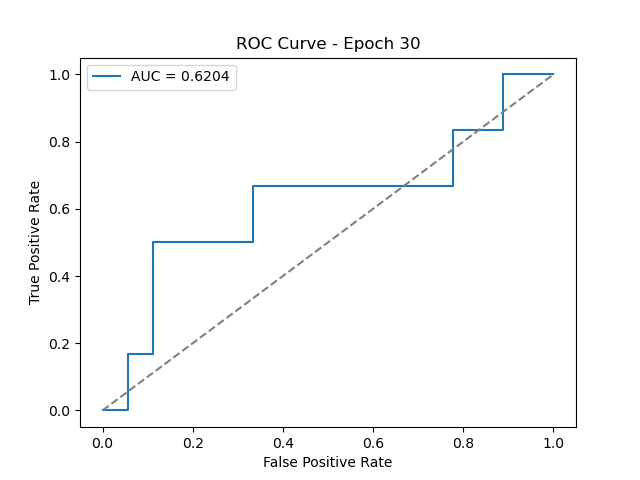 ROC Curve - Epoch 30
AUC = 0.6204
True Positive Rate
1.0
0.8
0.6
0.4
0.2
0.0
0.0 0.2 0.4 0.6 0.8 1.0
False Positive Rate